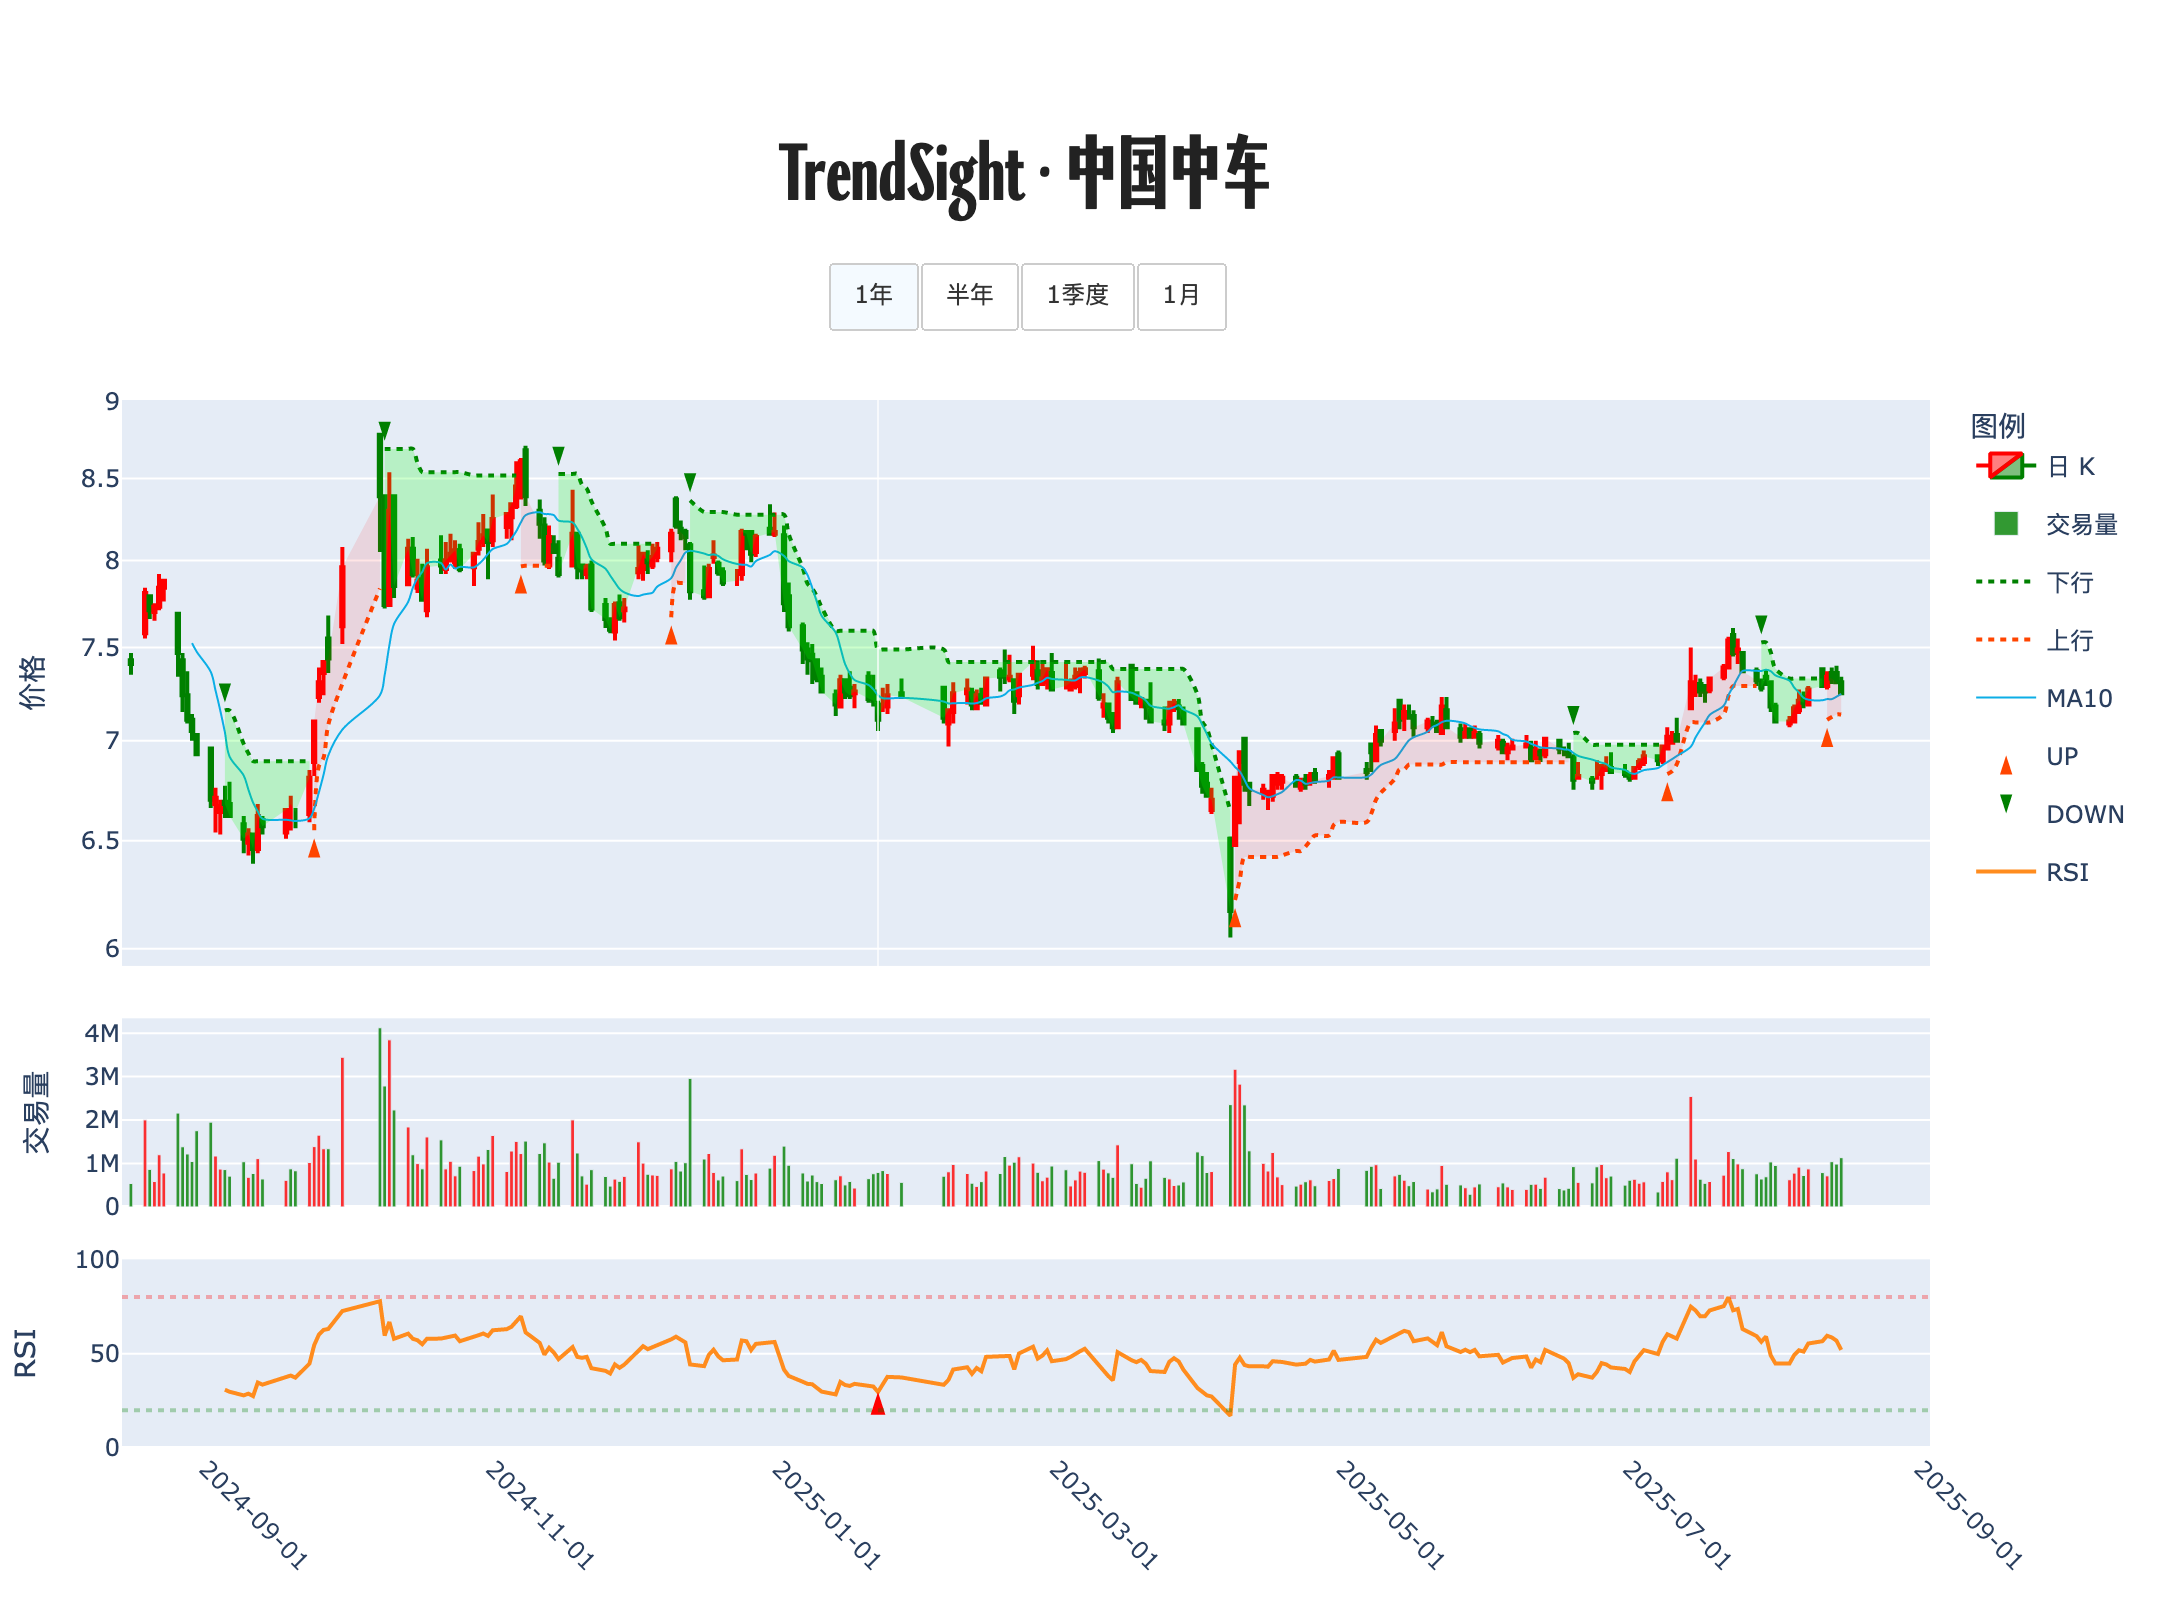 TrendSight · 中国中车
1年
半年
1季度
1月
9
8.5
8
7.5
7
6.5
6
价格
图例
日 K
交易量
下行
上行
MA10
UP
DOWN
RSI
4M
3M
2M
1M
0
交易量
100
50
0
RSI
2024-09-01
2024-11-01
2025-01-01
2025-03-01
2025-05-01
2025-07-01
2025-09-01